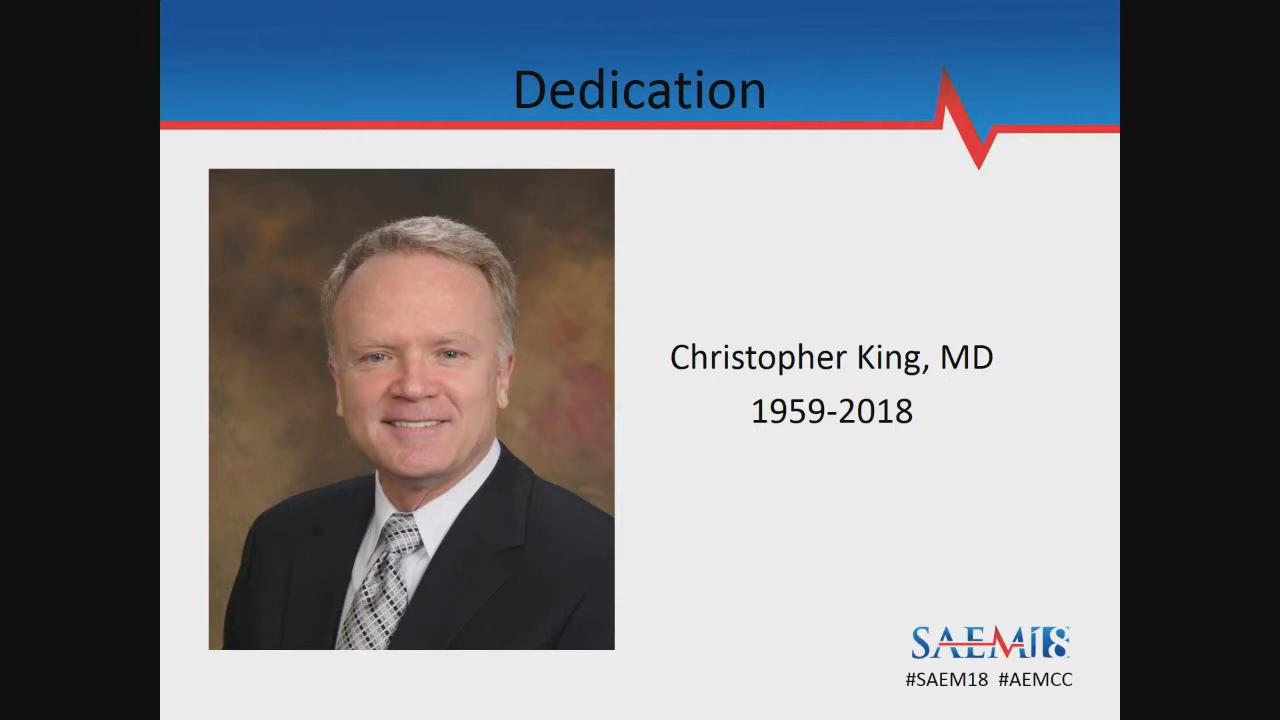 Dedication
Christopher King, MD
1959-2018
SAEM18
#SAEM18 #AEMCC